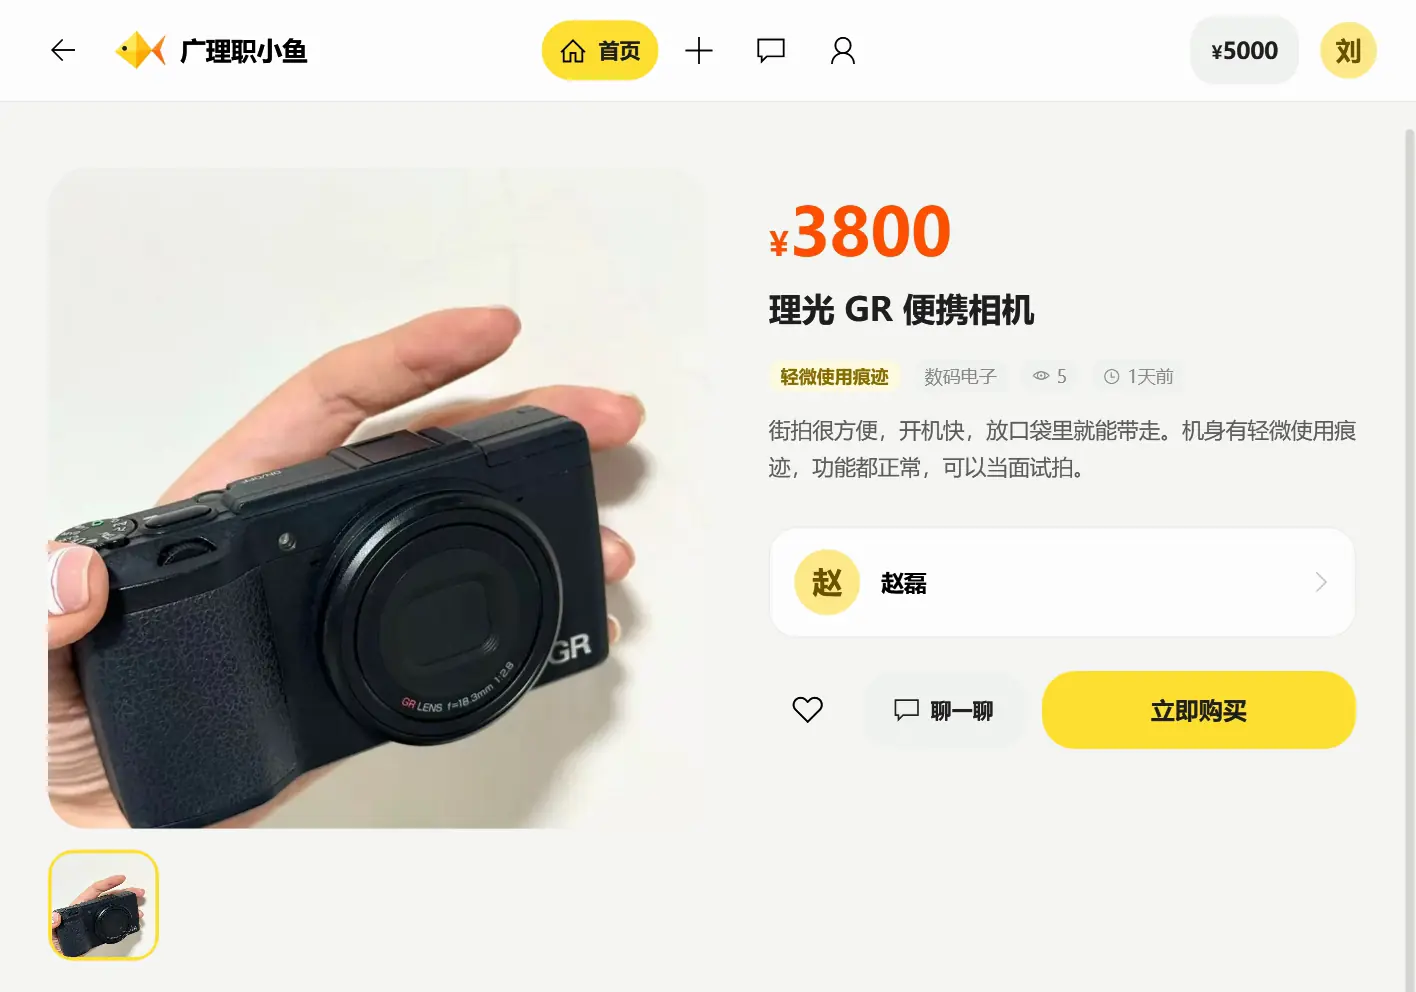 广理职小鱼
首页
¥5000
刘
¥3800
理光 GR 便携相机
轻微使用痕迹 数码电子 5 1天前
街拍很方便，开机快，放口袋里就能带走。机身有轻微使用痕
迹，功能都正常，可以当面试拍。
赵 赵磊
聊一聊
立即购买
ON/OFF
GR
GR LENS f=18.3mm 1:2.8